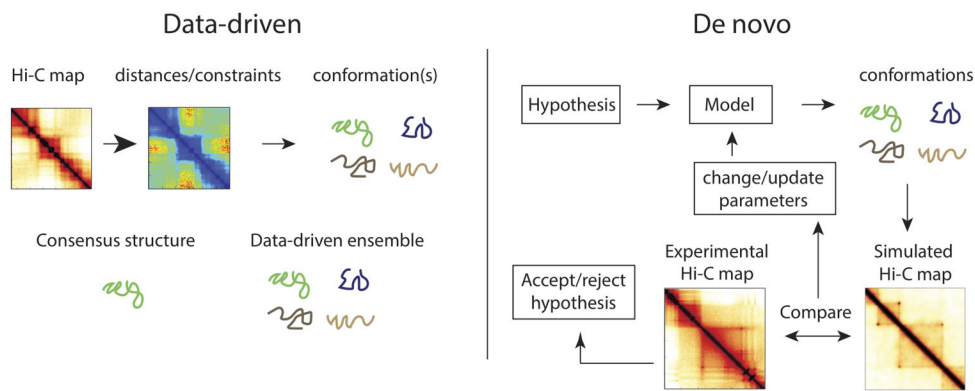 Data-driven
Hi-C map
distances/constraints
conformation(s)
Consensus structure
Data-driven ensemble
De novo
Hypothesis
Model
conformations
change/update
parameters
Experimental
Hi-C map
Simulated
Hi-C map
Accept/reject
hypothesis
Compare